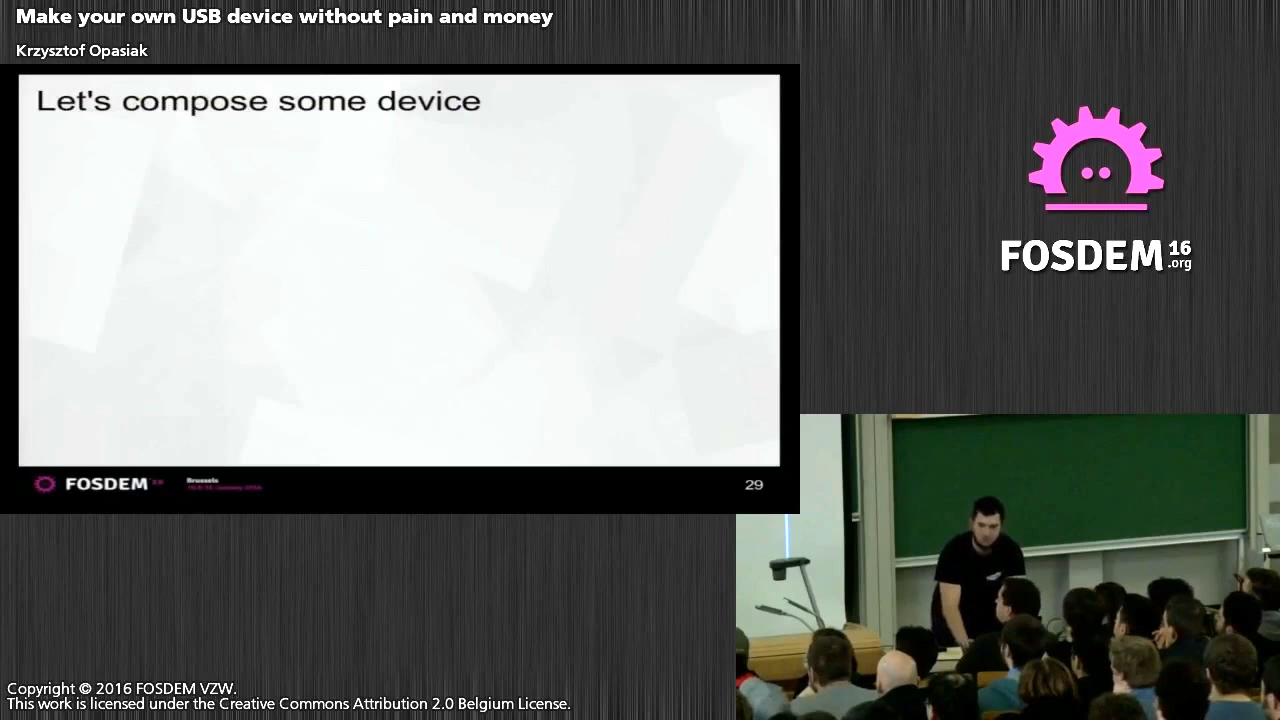 Make your own USB device without pain and money
Krzysztof Opasiak
Let's compose some device
FOSDEM
Brussels
29
FOSDEM 16
.org
Copyright © 2016 FOSDEM VZW.
This work is licensed under the Creative Commons Attribution 2.0 Belgium License.